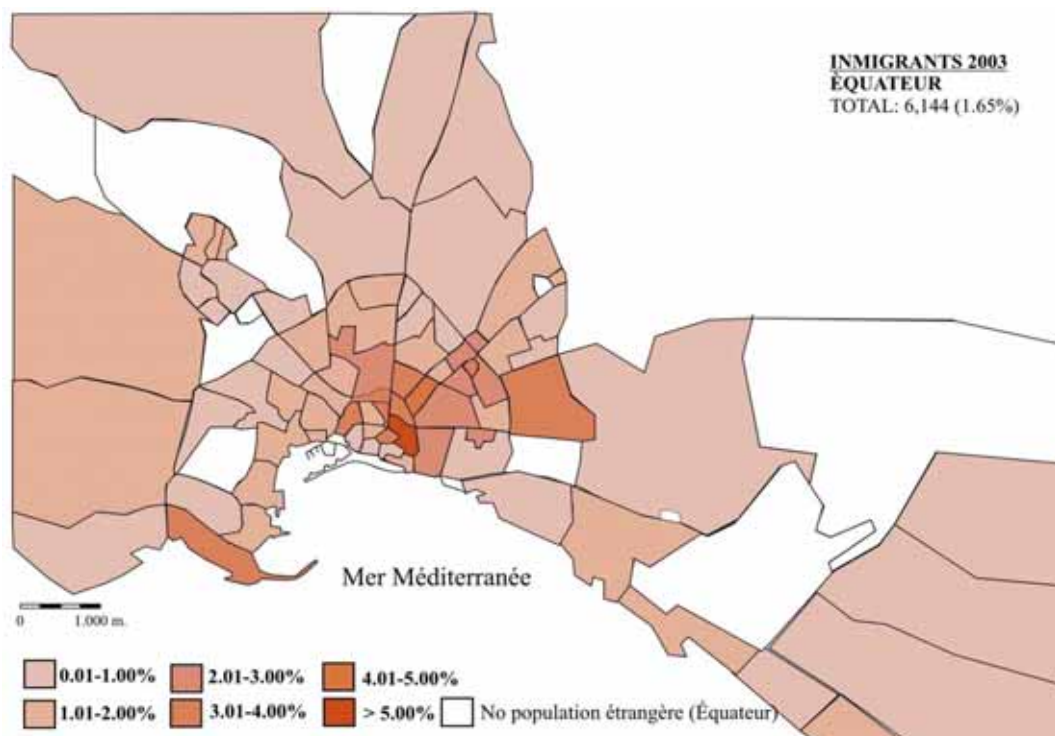 INMIGRANTS 2003
ÈQUATEUR
TOTAL: 6,144 (1.65%)
Mer Méditerranée
0 1.000 m.
0.01-1.00% 2.01-3.00% 4.01-5.00%
1.01-2.00% 3.01-4.00% > 5.00% No population étrangère (Équateur)